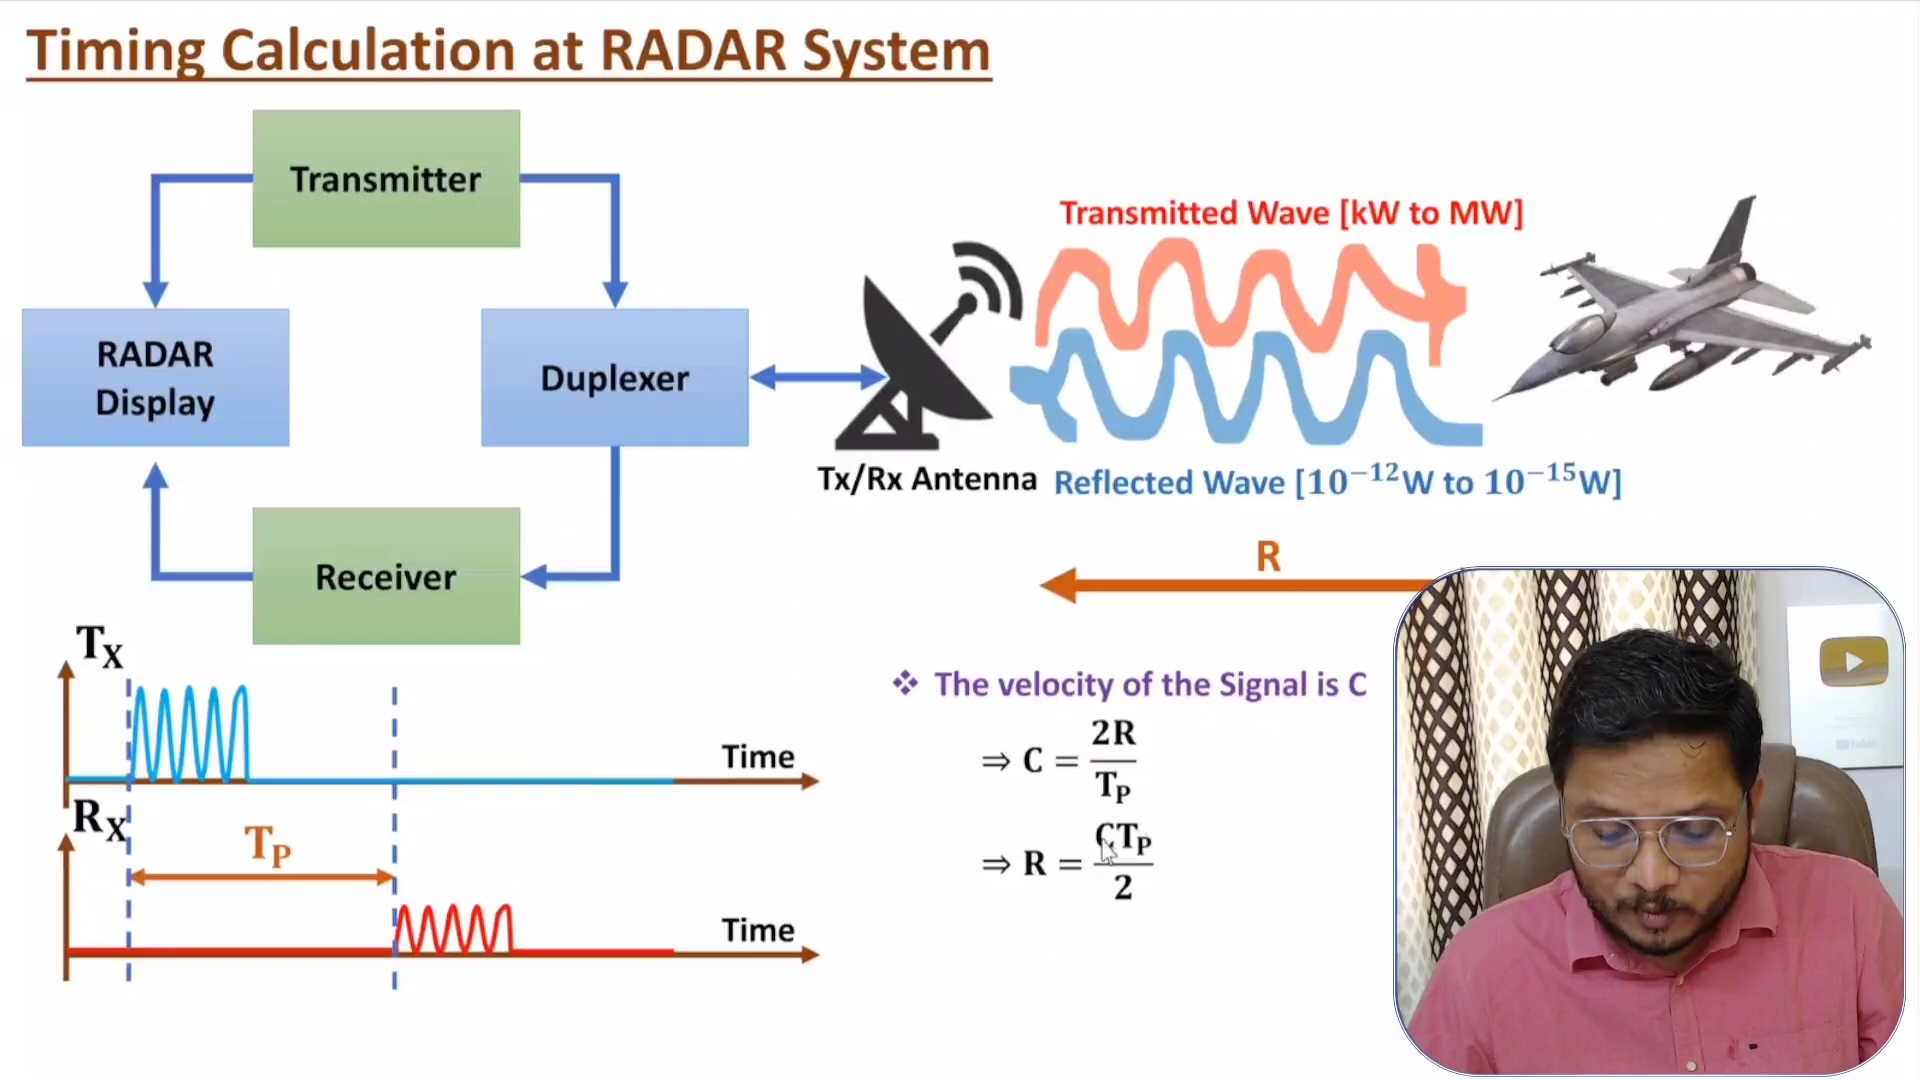 Timing Calculation at RADAR System
Transmitter
Transmitted Wave [kW to MW]
RADAR
Display
Duplexer
Tx/Rx Antenna
Reflected Wave [10⁻¹²W to 10⁻¹⁵W]
Receiver
R
T_X
Time
R_X
T_P
Time
❖ The velocity of the Signal is C
⇒ C = 2R / T_P
⇒ R = CT_P / 2